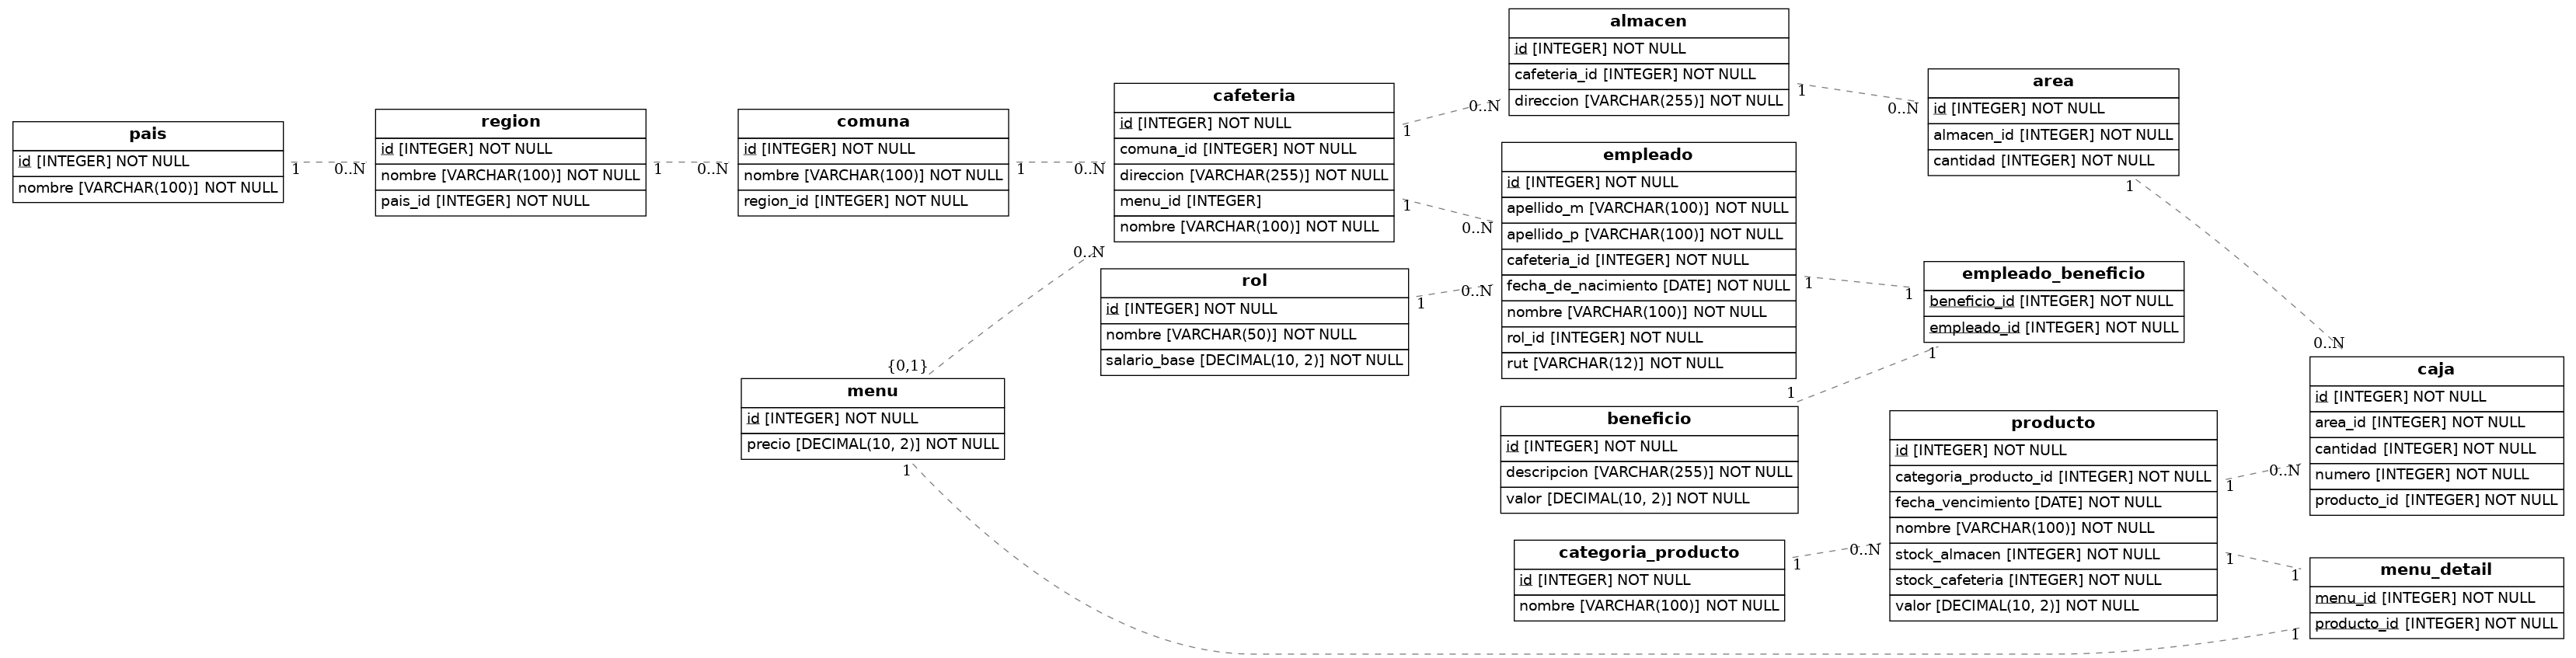 pais
id [INTEGER] NOT NULL
nombre [VARCHAR(100)] NOT NULL
1
0..N
region
id [INTEGER] NOT NULL
nombre [VARCHAR(100)] NOT NULL
pais_id [INTEGER] NOT NULL
1
0..N
comuna
id [INTEGER] NOT NULL
nombre [VARCHAR(100)] NOT NULL
region_id [INTEGER] NOT NULL
1
0..N
cafeteria
id [INTEGER] NOT NULL
comuna_id [INTEGER] NOT NULL
direccion [VARCHAR(255)] NOT NULL
menu_id [INTEGER]
nombre [VARCHAR(100)] NOT NULL
1
0..N
1
0..N
0..N
{0,1}
menu
id [INTEGER] NOT NULL
precio [DECIMAL(10, 2)] NOT NULL
1
1
rol
id [INTEGER] NOT NULL
nombre [VARCHAR(50)] NOT NULL
salario_base [DECIMAL(10, 2)] NOT NULL
1
0..N
almacen
id [INTEGER] NOT NULL
cafeteria_id [INTEGER] NOT NULL
direccion [VARCHAR(255)] NOT NULL
1
0..N
empleado
id [INTEGER] NOT NULL
apellido_m [VARCHAR(100)] NOT NULL
apellido_p [VARCHAR(100)] NOT NULL
cafeteria_id [INTEGER] NOT NULL
fecha_de_nacimiento [DATE] NOT NULL
nombre [VARCHAR(100)] NOT NULL
rol_id [INTEGER] NOT NULL
rut [VARCHAR(12)] NOT NULL
1
1
beneficio
id [INTEGER] NOT NULL
descripcion [VARCHAR(255)] NOT NULL
valor [DECIMAL(10, 2)] NOT NULL
1
1
categoria_producto
id [INTEGER] NOT NULL
nombre [VARCHAR(100)] NOT NULL
1
0..N
area
id [INTEGER] NOT NULL
almacen_id [INTEGER] NOT NULL
cantidad [INTEGER] NOT NULL
1
0..N
empleado_beneficio
beneficio_id [INTEGER] NOT NULL
empleado_id [INTEGER] NOT NULL
producto
id [INTEGER] NOT NULL
categoria_producto_id [INTEGER] NOT NULL
fecha_vencimiento [DATE] NOT NULL
nombre [VARCHAR(100)] NOT NULL
stock_almacen [INTEGER] NOT NULL
stock_cafeteria [INTEGER] NOT NULL
valor [DECIMAL(10, 2)] NOT NULL
1
0..N
1
1
caja
id [INTEGER] NOT NULL
area_id [INTEGER] NOT NULL
cantidad [INTEGER] NOT NULL
numero [INTEGER] NOT NULL
producto_id [INTEGER] NOT NULL
menu_detail
menu_id [INTEGER] NOT NULL
producto_id [INTEGER] NOT NULL